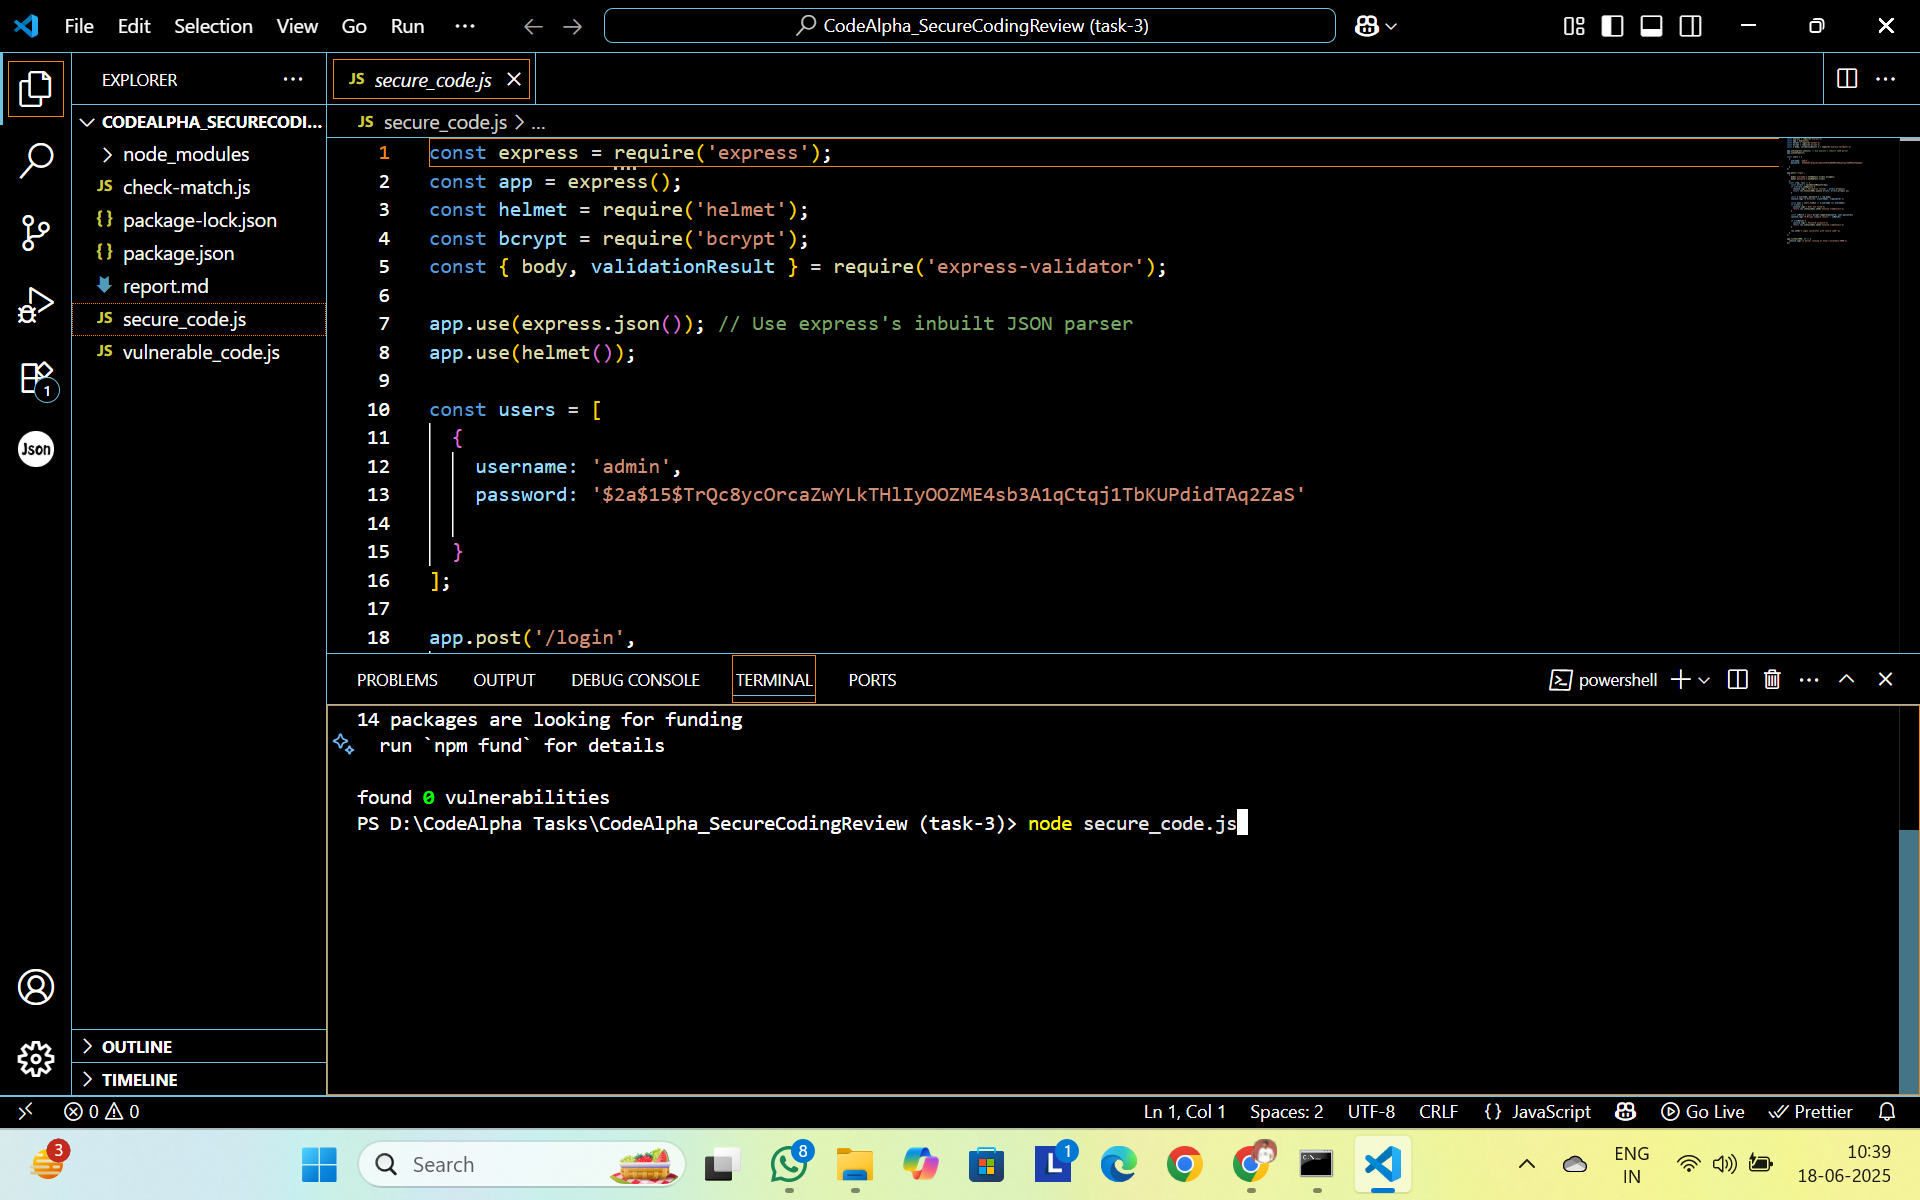 File Edit Selection View Go Run ···
CodeAlpha_SecureCodingReview (task-3)
EXPLORER
CODEALPHA_SECURECODI...
node_modules
JS check-match.js
{} package-lock.json
{} package.json
report.md
JS secure_code.js
JS vulnerable_code.js
1
Json
OUTLINE
TIMELINE
JS secure_code.js
JS secure_code.js > ...
1 const express = require('express');
2 const app = express();
3 const helmet = require('helmet');
4 const bcrypt = require('bcrypt');
5 const { body, validationResult } = require('express-validator');
6
7 app.use(express.json()); // Use express's inbuilt JSON parser
8 app.use(helmet());
9
10 const users = [
11 {
12 username: 'admin',
13 password: '$2a$15$TrQc8ycOrcaZwYLkTHlIyOOZME4sb3A1qCtqj1TbKUPdidTAq2ZaS'
14
15 }
16 ];
17
18 app.post('/login',
PROBLEMS OUTPUT DEBUG CONSOLE TERMINAL PORTS
powershell
14 packages are looking for funding
run `npm fund` for details
found 0 vulnerabilities
PS D:\CodeAlpha Tasks\CodeAlpha_SecureCodingReview (task-3)> node secure_code.js
0 0
Ln 1, Col 1 Spaces: 2 UTF-8 CRLF {} JavaScript Go Live Prettier
3
Search
8
L 1
ENG
IN
10:39
18-06-2025